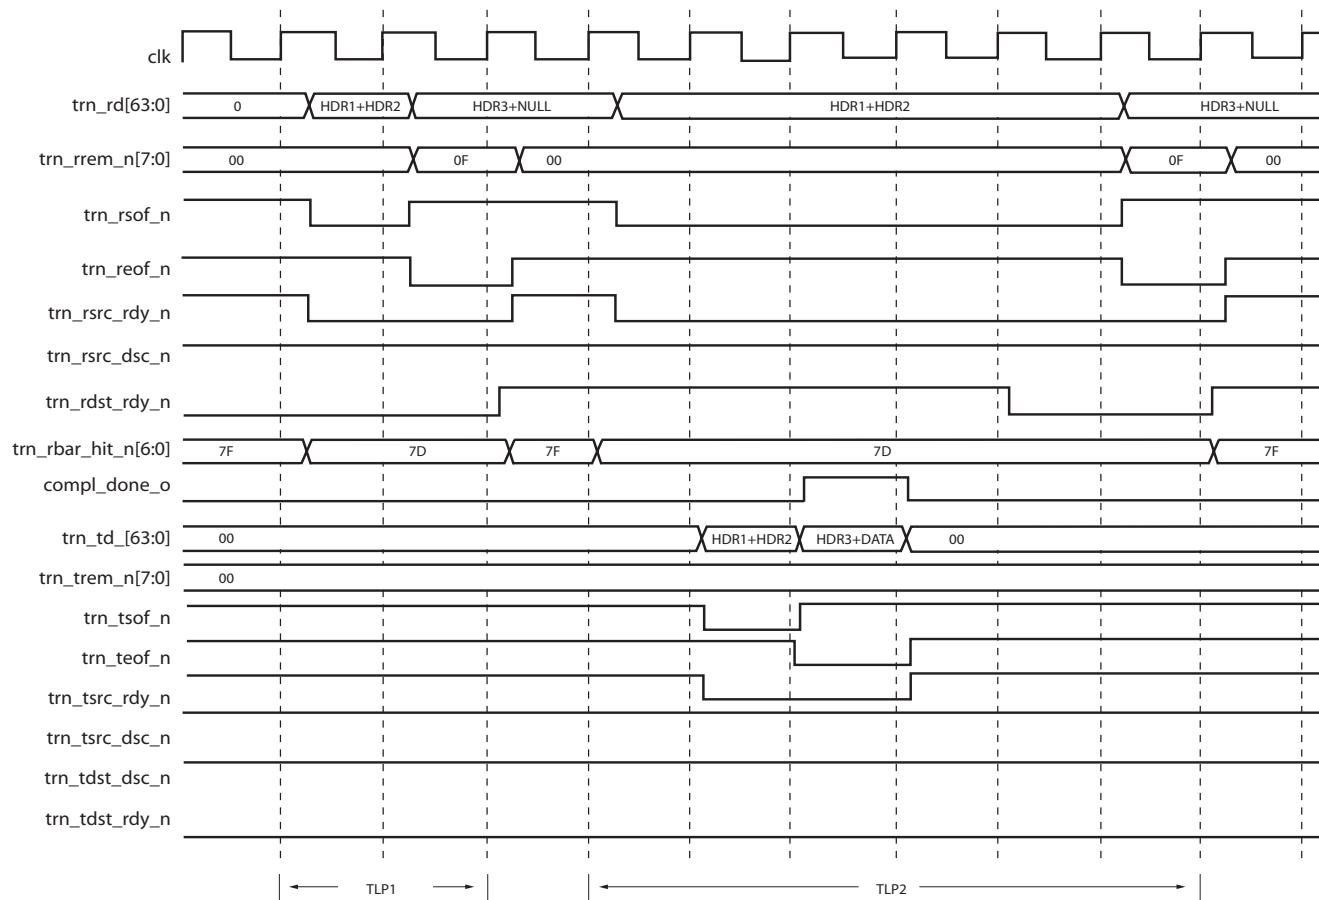 clk
trn_rd[63:0] 0 HDR1+HDR2 HDR3+NULL HDR1+HDR2 HDR3+NULL
trn_rrem_n[7:0] 00 0F 00 0F 00
trn_rsof_n
trn_reof_n
trn_rsrc_rdy_n
trn_rsrc_dsc_n
trn_rdst_rdy_n
trn_rbar_hit_n[6:0] 7F 7D 7F 7D 7F
compl_done_o
trn_td_[63:0] 00 HDR1+HDR2 HDR3+DATA 00
trn_trem_n[7:0] 00
trn_tsof_n
trn_teof_n
trn_tsrc_rdy_n
trn_tsrc_dsc_n
trn_tdst_dsc_n
trn_tdst_rdy_n
TLP1 TLP2